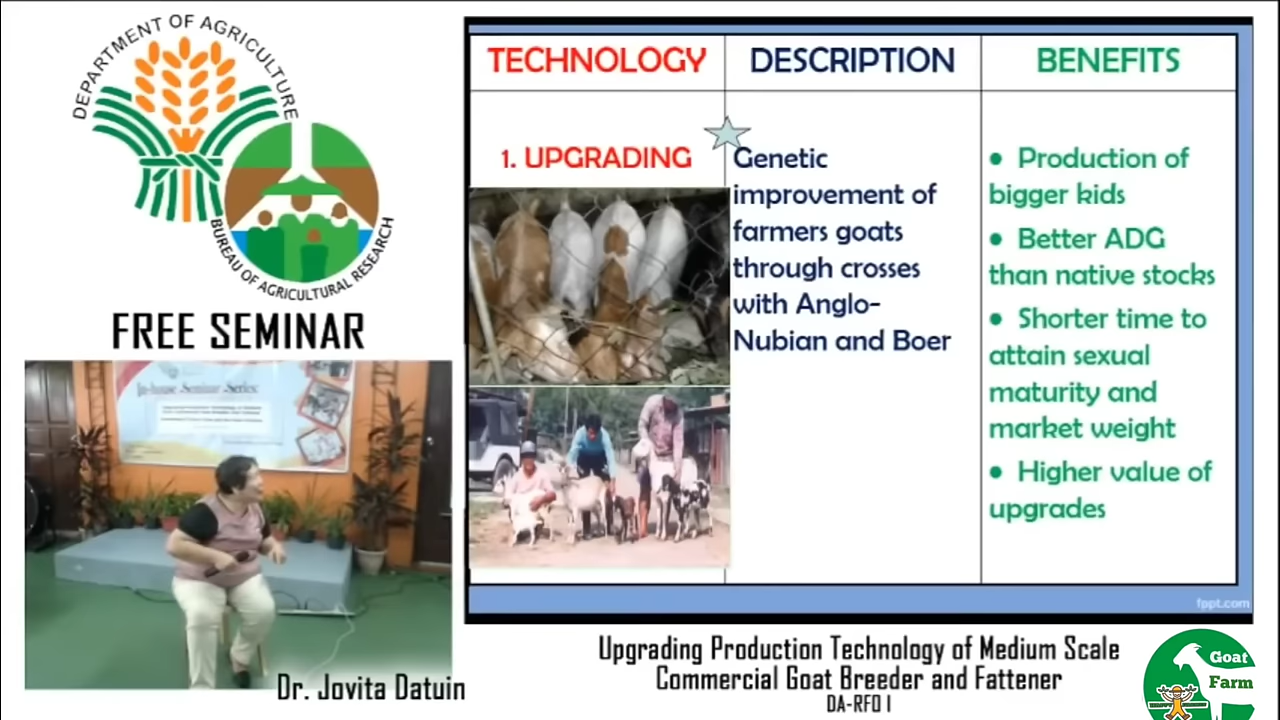 DEPARTMENT OF AGRICULTURE
BUREAU OF AGRICULTURAL RESEARCH
FREE SEMINAR
In-house Seminar Series:
Dr. Jovita Datuin
TECHNOLOGY
DESCRIPTION
BENEFITS
1. UPGRADING
Genetic
improvement of
farmers goats
through crosses
with Anglo-
Nubian and Boer
• Production of
bigger kids
• Better ADG
than native stocks
• Shorter time to
attain sexual
maturity and
market weight
• Higher value of
upgrades
fppt.com
Upgrading Production Technology of Medium Scale
Commercial Goat Breeder and Fattener
DA-RFO I
Goat
Farm